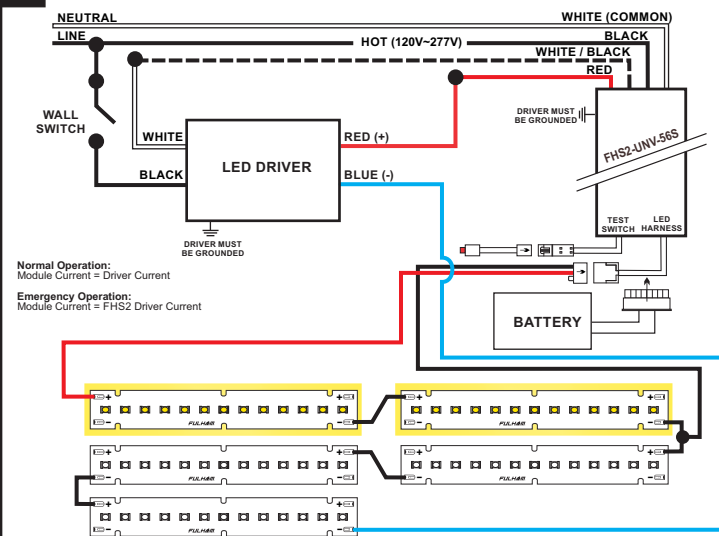 NEUTRAL
WHITE (COMMON)
LINE
BLACK
HOT (120V~277V)
WHITE / BLACK
RED
WALL
SWITCH
DRIVER MUST
BE GROUNDED
FHS2-UNV-56S
WHITE
RED (+)
LED DRIVER
BLACK
BLUE (-)
TEST
SWITCH
LED
HARNESS
DRIVER MUST
BE GROUNDED
Normal Operation:
Module Current = Driver Current
Emergency Operation:
Module Current = FHS2 Driver Current
BATTERY
+ +
+ +
- FULHAM -
- FULHAM -
+ +
+ +
- FULHAM -
- FULHAM -
+ +
- FULHAM -